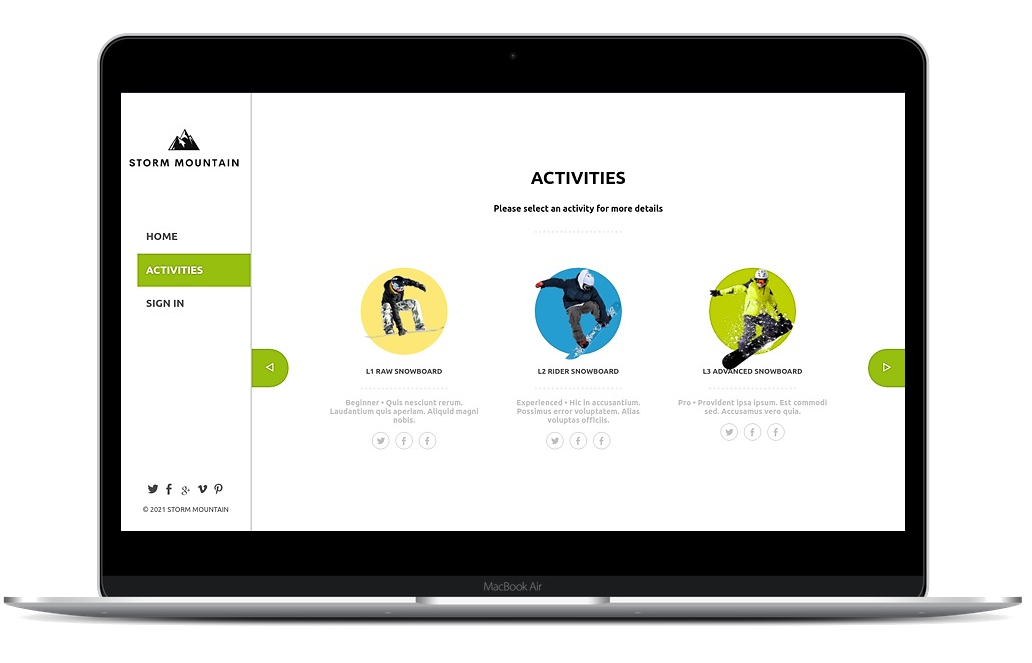 STORM MOUNTAIN
HOME
ACTIVITIES
SIGN IN
© 2021 STORM MOUNTAIN
ACTIVITIES
Please select an activity for more details
L1 RAW SNOWBOARD
Beginner • Quis nesciunt rerum.
Laudantium quis aperiam. Aliquid magni
nobis.
L2 RIDER SNOWBOARD
Experienced • Hic in accusantium.
Possimus error voluptatem. Alias
voluptas officiis.
L3 ADVANCED SNOWBOARD
Pro • Provident ipsa ipsum. Est commodi
sed. Accusamus vero quia.
MacBook Air